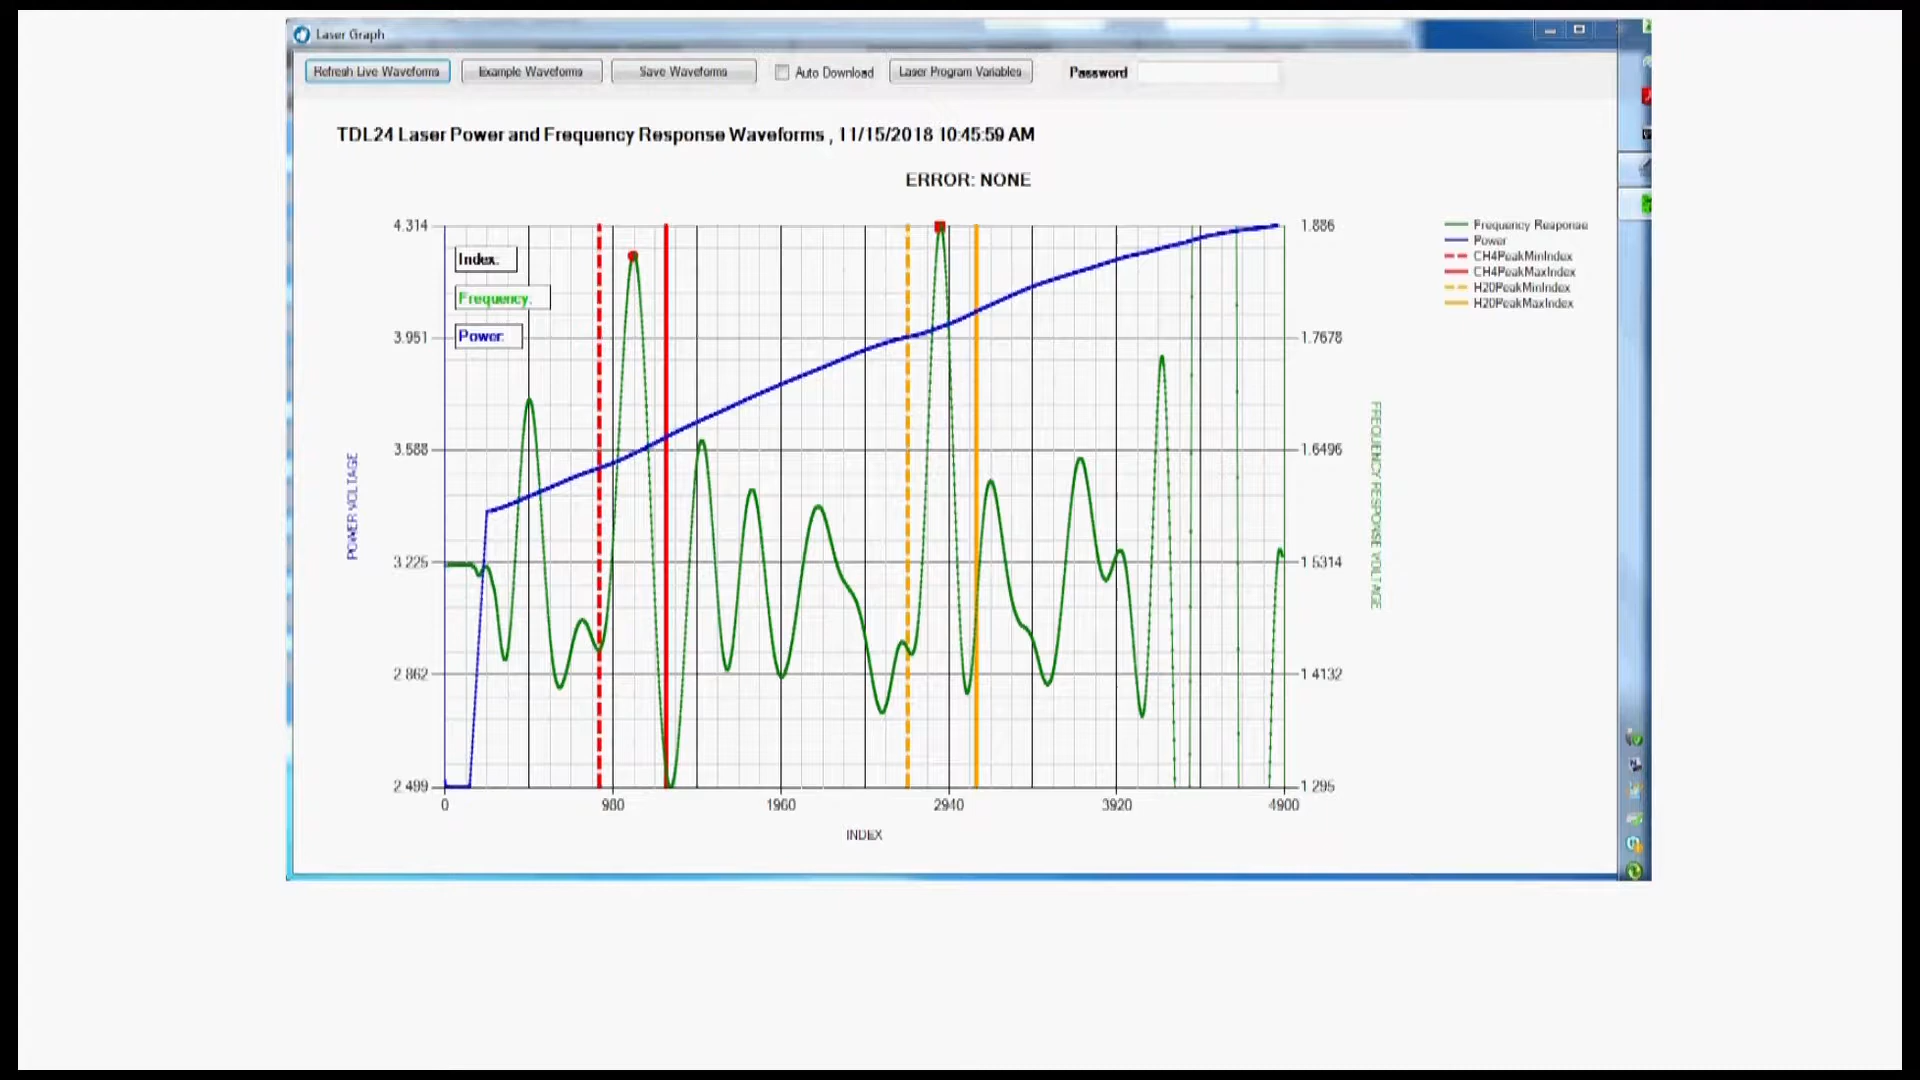 Laser Graph
Refresh Live Waveforms Example Waveforms Save Waveforms Auto Download Laser Program Variables Password
TDL24 Laser Power and Frequency Response Waveforms , 11/15/2018 10:45:59 AM
ERROR: NONE
4.314 1.886
Index:
Frequency:
Power:
Frequency Response
Power
CH4PeakMinIndex
CH4PeakMaxIndex
H20PeakMinIndex
H20PeakMaxIndex
3.951 1.7678
3.588 1.6496
POWER VOLTAGE
FREQUENCY RESPONSE VOLTAGE
3.225 1.5314
2.862 1.4132
2.499 1.295
0 980 1960 2940 3920 4900
INDEX